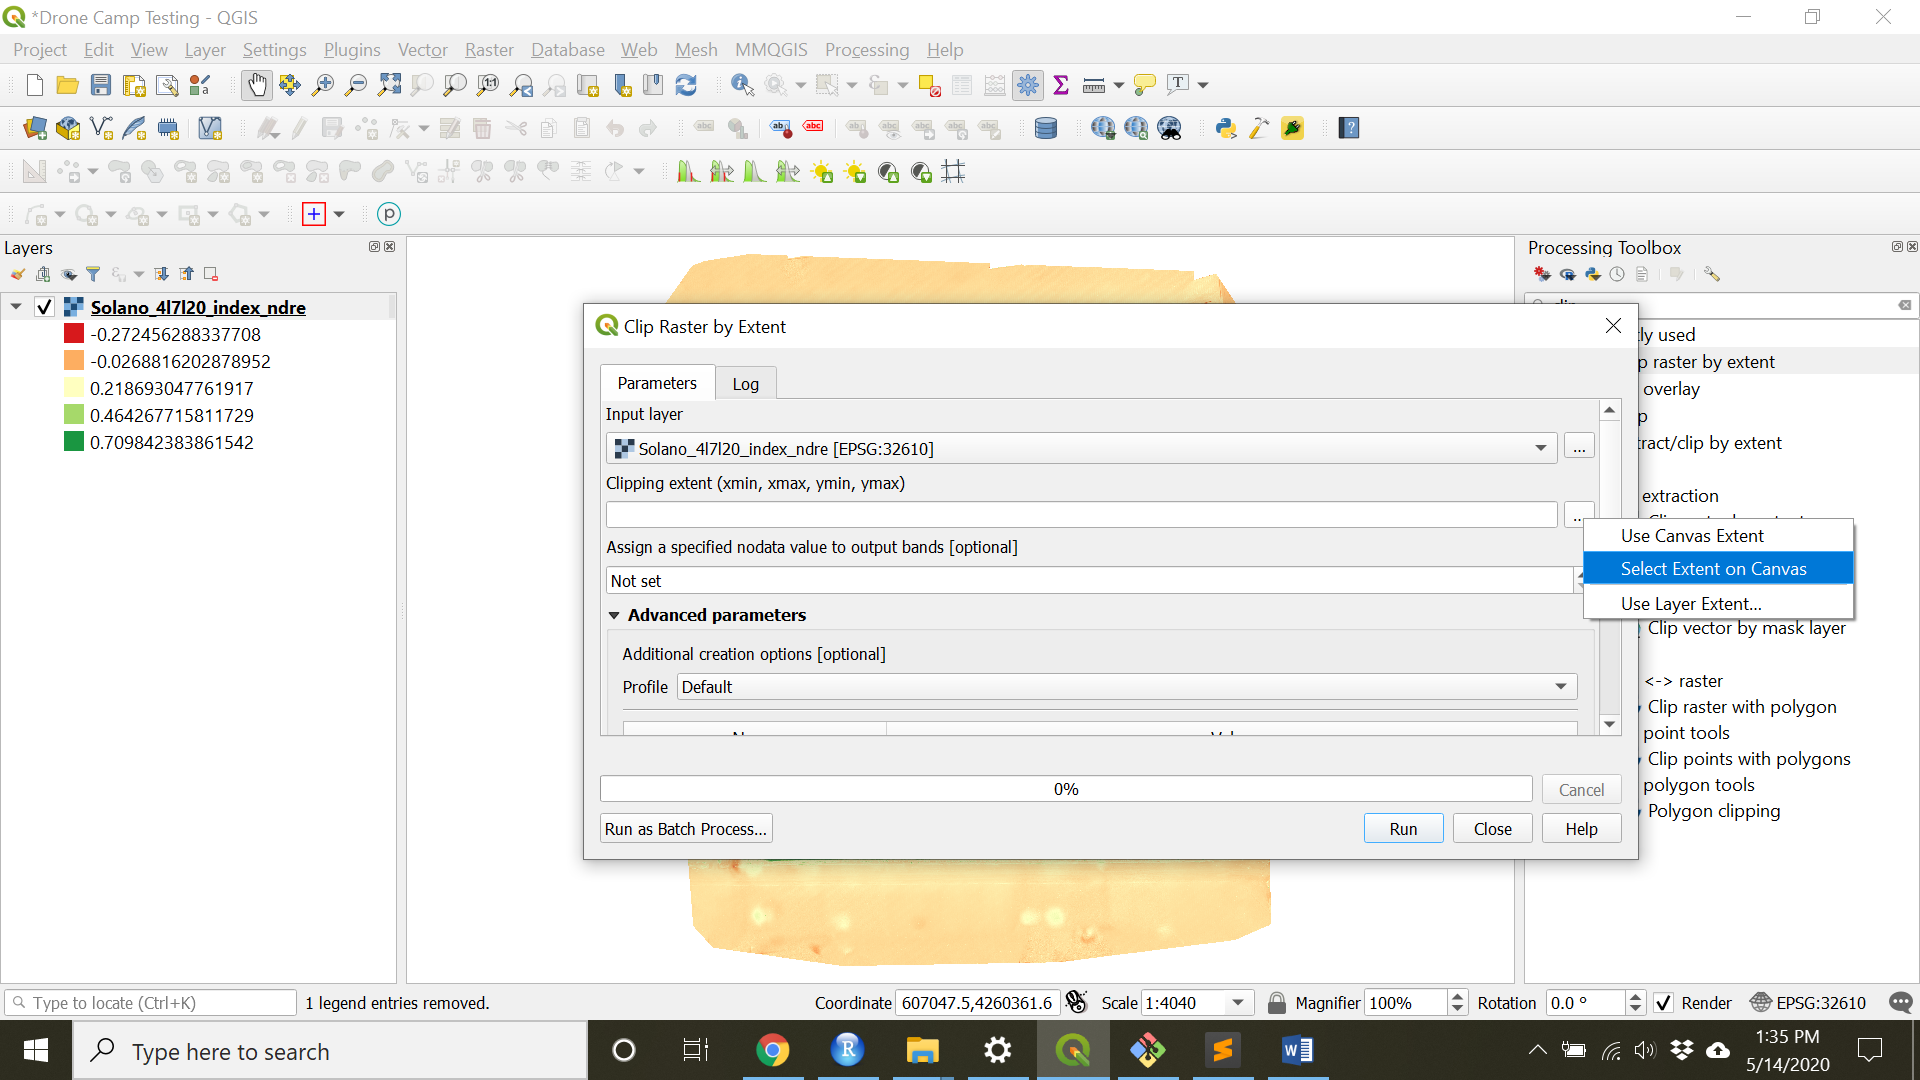 *Drone Camp Testing - QGIS
Project Edit View Layer Settings Plugins Vector Raster Database Web Mesh MMQGIS Processing Help
Layers
Solano_4l7l20_index_ndre
-0.272456288337708
-0.0268816202878952
0.218693047761917
0.464267715811729
0.709842383861542
Clip Raster by Extent
Parameters Log
Input layer
Solano_4l7l20_index_ndre [EPSG:32610]
...
Clipping extent (xmin, xmax, ymin, ymax)
...
Assign a specified nodata value to output bands [optional]
Not set
Advanced parameters
Additional creation options [optional]
Profile Default
0%
Cancel
Run as Batch Process...
Run Close Help
Use Canvas Extent
Select Extent on Canvas
Use Layer Extent...
Processing Toolbox
ly used
p raster by extent
overlay
p
ract/clip by extent
extraction
Clip vector by mask layer
<-> raster
Clip raster with polygon
point tools
Clip points with polygons
polygon tools
Polygon clipping
Type to locate (Ctrl+K)
1 legend entries removed.
Coordinate 607047.5,4260361.6
Scale 1:4040
Magnifier 100%
Rotation 0.0 °
Render
EPSG:32610
Type here to search
1:35 PM
5/14/2020